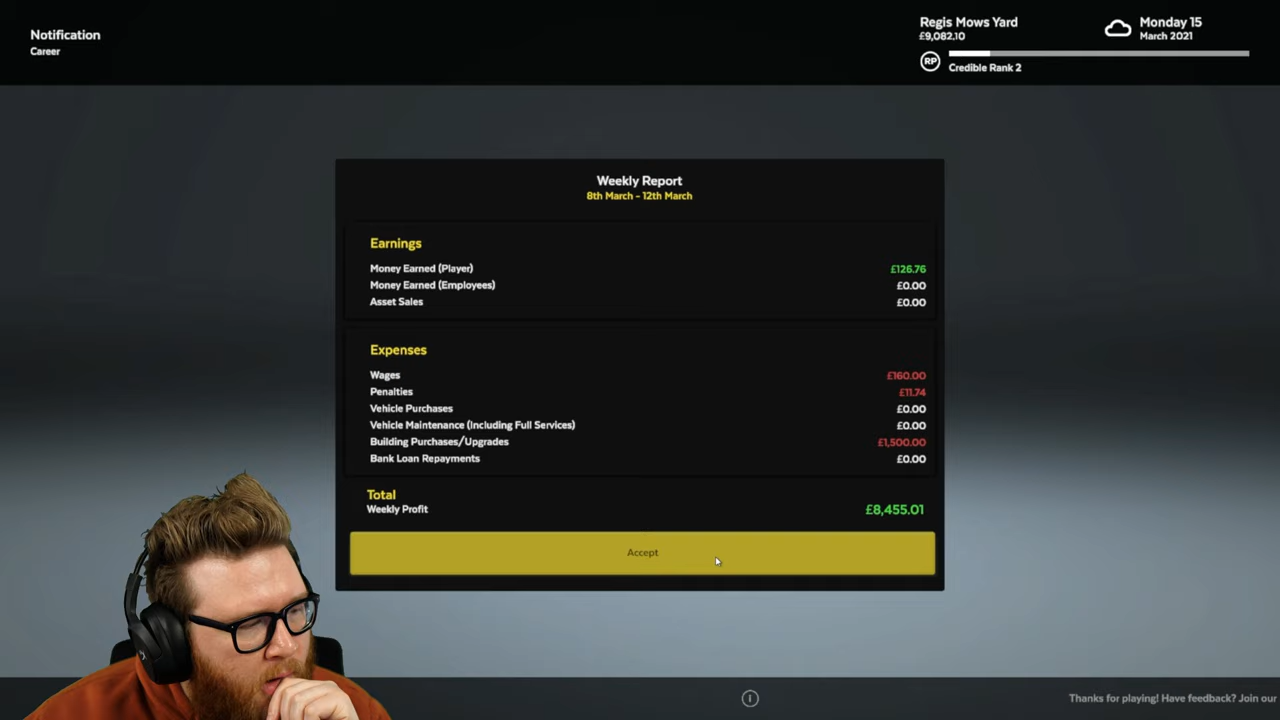 Notification
Career
Regis Mows Yard
£9,082.10
Monday 15
March 2021
RP
Credible Rank 2
Weekly Report
8th March - 12th March
Earnings
Money Earned (Player) £126.76
Money Earned (Employees) £0.00
Asset Sales £0.00
Expenses
Wages £160.00
Penalties £11.74
Vehicle Purchases £0.00
Vehicle Maintenance (Including Full Services) £0.00
Building Purchases/Upgrades £1,500.00
Bank Loan Repayments £0.00
Total
Weekly Profit £8,455.01
Accept
Thanks for playing! Have feedback? Join our